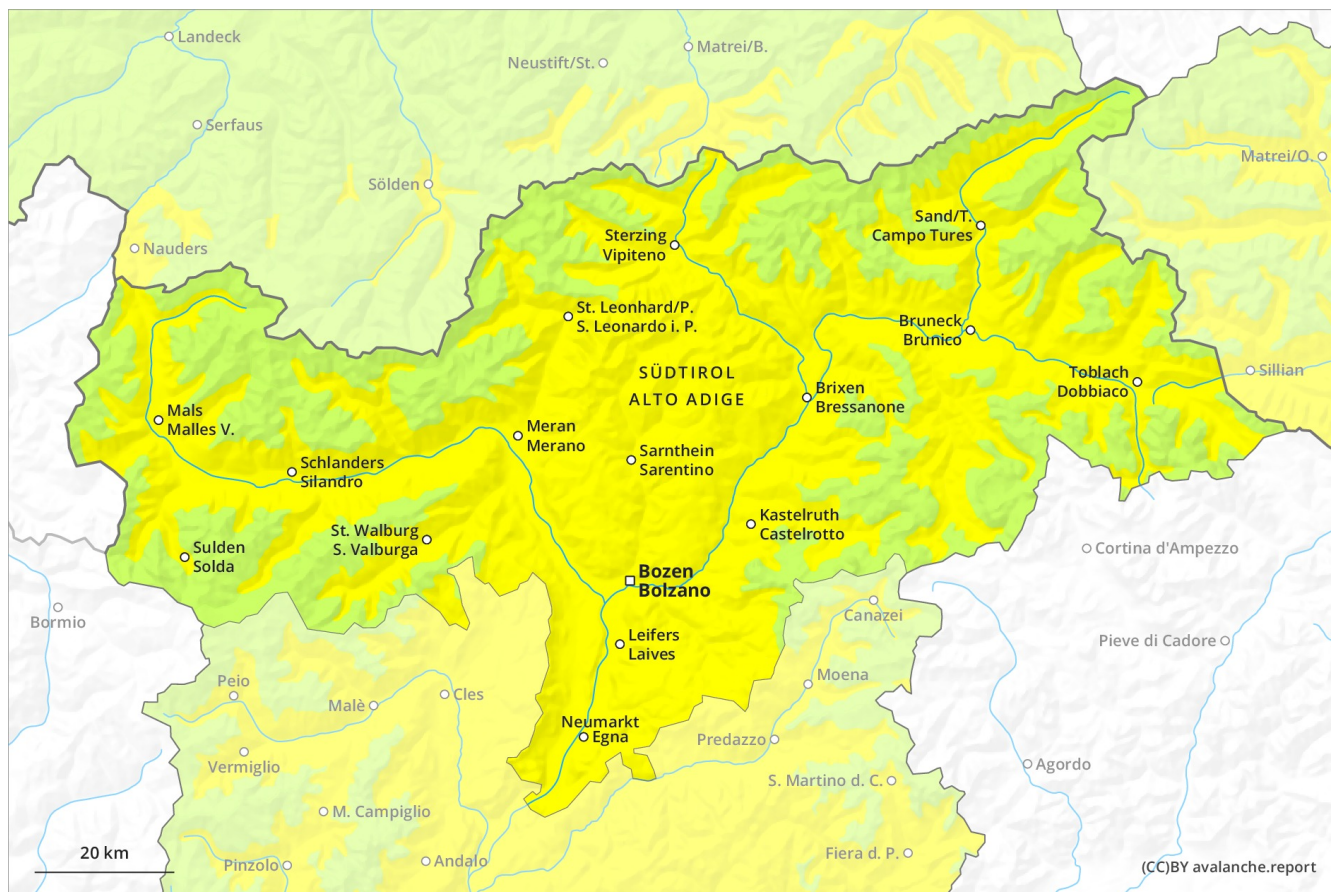 Landeck
Matrei/B.
Neustift/St.
Serfaus
Matrei/O.
Sölden
Sand/T.
Campo Tures
Sterzing
Vipiteno
Nauders
St. Leonhard/P.
S. Leonardo i. P.
Bruneck
Brunico
SÜDTIROL
ALTO ADIGE
Toblach
Dobbiaco
Sillian
Brixen
Bressanone
Mals
Malles V.
Meran
Merano
Sarnthein
Sarentino
Schlanders
Silandro
Kastelruth
Castelrotto
St. Walburg
S. Valburga
Sulden
Solda
Cortina d'Ampezzo
Bozen
Bolzano
Bormio
Canazei
Leifers
Laives
Pieve di Cadore
Peio
Moena
Malè
Cles
Neumarkt
Egna
Predazzo
Vermiglio
Agordo
S. Martino d. C.
M. Campiglio
20 km
Andalo
Fiera d. P.
Pinzolo
(CC)BY avalanche.report